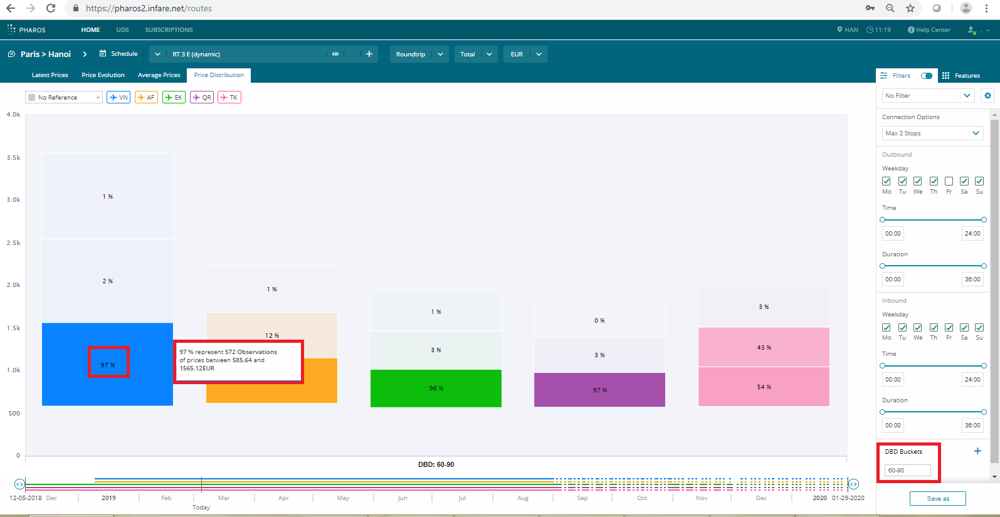 https://pharos2.infare.net/routes
PHAROS HOME UDS SUBSCRIPTIONS HAN 11:19 Help Center
Paris > Hanoi Schedule RT 3 E (dynamic) Roundtrip Total EUR
Latest Prices Price Evolution Average Prices Price Distribution Filters Features
No Reference VN AF EK QR TK
No Filter
4.0k
3.5k
3.0k
2.5k
2.0k
1.5k
1.0k
500
0
1 %
2 %
97 %
1 %
12 %
97 % represent 572 Observations
of prices between 585.64 and
1565.12EUR
1 %
3 %
96 %
0 %
3 %
97 %
3 %
43 %
54 %
DBD: 60-90
12-05-2018 Dec 2019 Feb Mar Apr May Jun Jul Aug Sep Oct Nov Dec 2020 01-29-2020
Today
Connection Options
Max 2 Stops
Outbound
Weekday
Mo Tu We Th Fr Sa Su
Time
00:00 24:00
Duration
00:00 36:00
Inbound
Weekday
Mo Tu We Th Fr Sa Su
Time
00:00 24:00
Duration
00:00 36:00
DBD Buckets
60-90
Save as